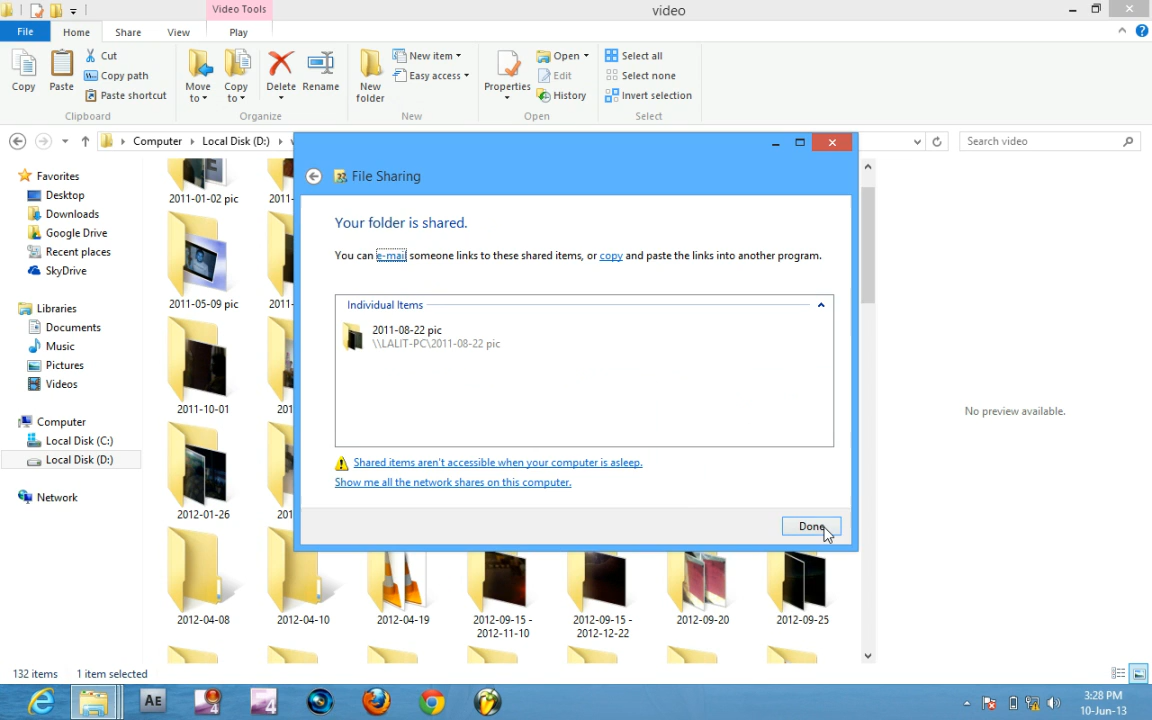 Video Tools
video
File
Home
Share
View
Play
Copy
Paste
Cut
Copy path
Paste shortcut
Clipboard
Move to
Copy to
Delete
Rename
Organize
New folder
New item
Easy access
New
Properties
Open
Edit
History
Open
Select all
Select none
Invert selection
Select
Computer
Local Disk (D:)
Search video
Favorites
Desktop
Downloads
Google Drive
Recent places
SkyDrive
Libraries
Documents
Music
Pictures
Videos
Computer
Local Disk (C:)
Local Disk (D:)
Network
2011-01-02 pic
2011-05-09 pic
2011-10-01
2012-01-26
2012-04-08
2012-04-10
2012-04-19
2012-09-15 -
2012-11-10
2012-09-15 -
2012-12-22
2012-09-20
2012-09-25
File Sharing
Your folder is shared.
You can e-mail someone links to these shared items, or copy and paste the links into another program.
Individual Items
2011-08-22 pic
\\LALIT-PC\2011-08-22 pic
Shared items aren't accessible when your computer is asleep.
Show me all the network shares on this computer.
Done
No preview available.
132 items
1 item selected
AE
4
4
3:28 PM
10-Jun-13